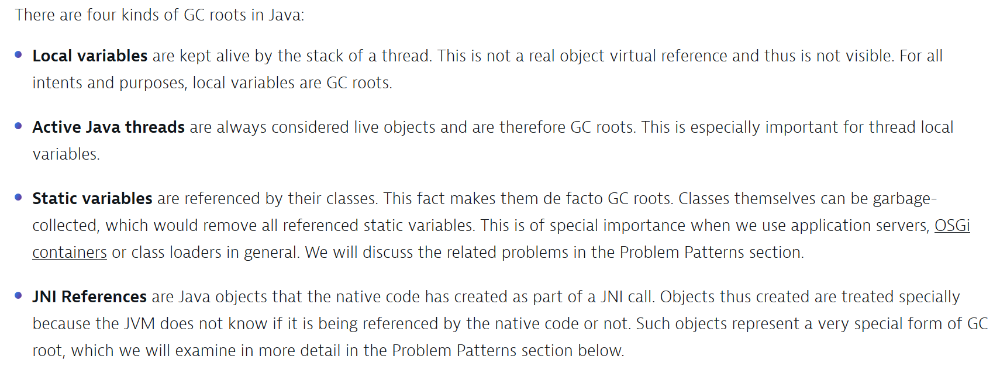 There are four kinds of GC roots in Java:
Local variables are kept alive by the stack of a thread. This is not a real object virtual reference and thus is not visible. For all
intents and purposes, local variables are GC roots.
Active Java threads are always considered live objects and are therefore GC roots. This is especially important for thread local
variables.
Static variables are referenced by their classes. This fact makes them de facto GC roots. Classes themselves can be garbage-
collected, which would remove all referenced static variables. This is of special importance when we use application servers, OSGi
containers or class loaders in general. We will discuss the related problems in the Problem Patterns section.
JNI References are Java objects that the native code has created as part of a JNI call. Objects thus created are treated specially
because the JVM does not know if it is being referenced by the native code or not. Such objects represent a very special form of GC
root, which we will examine in more detail in the Problem Patterns section below.